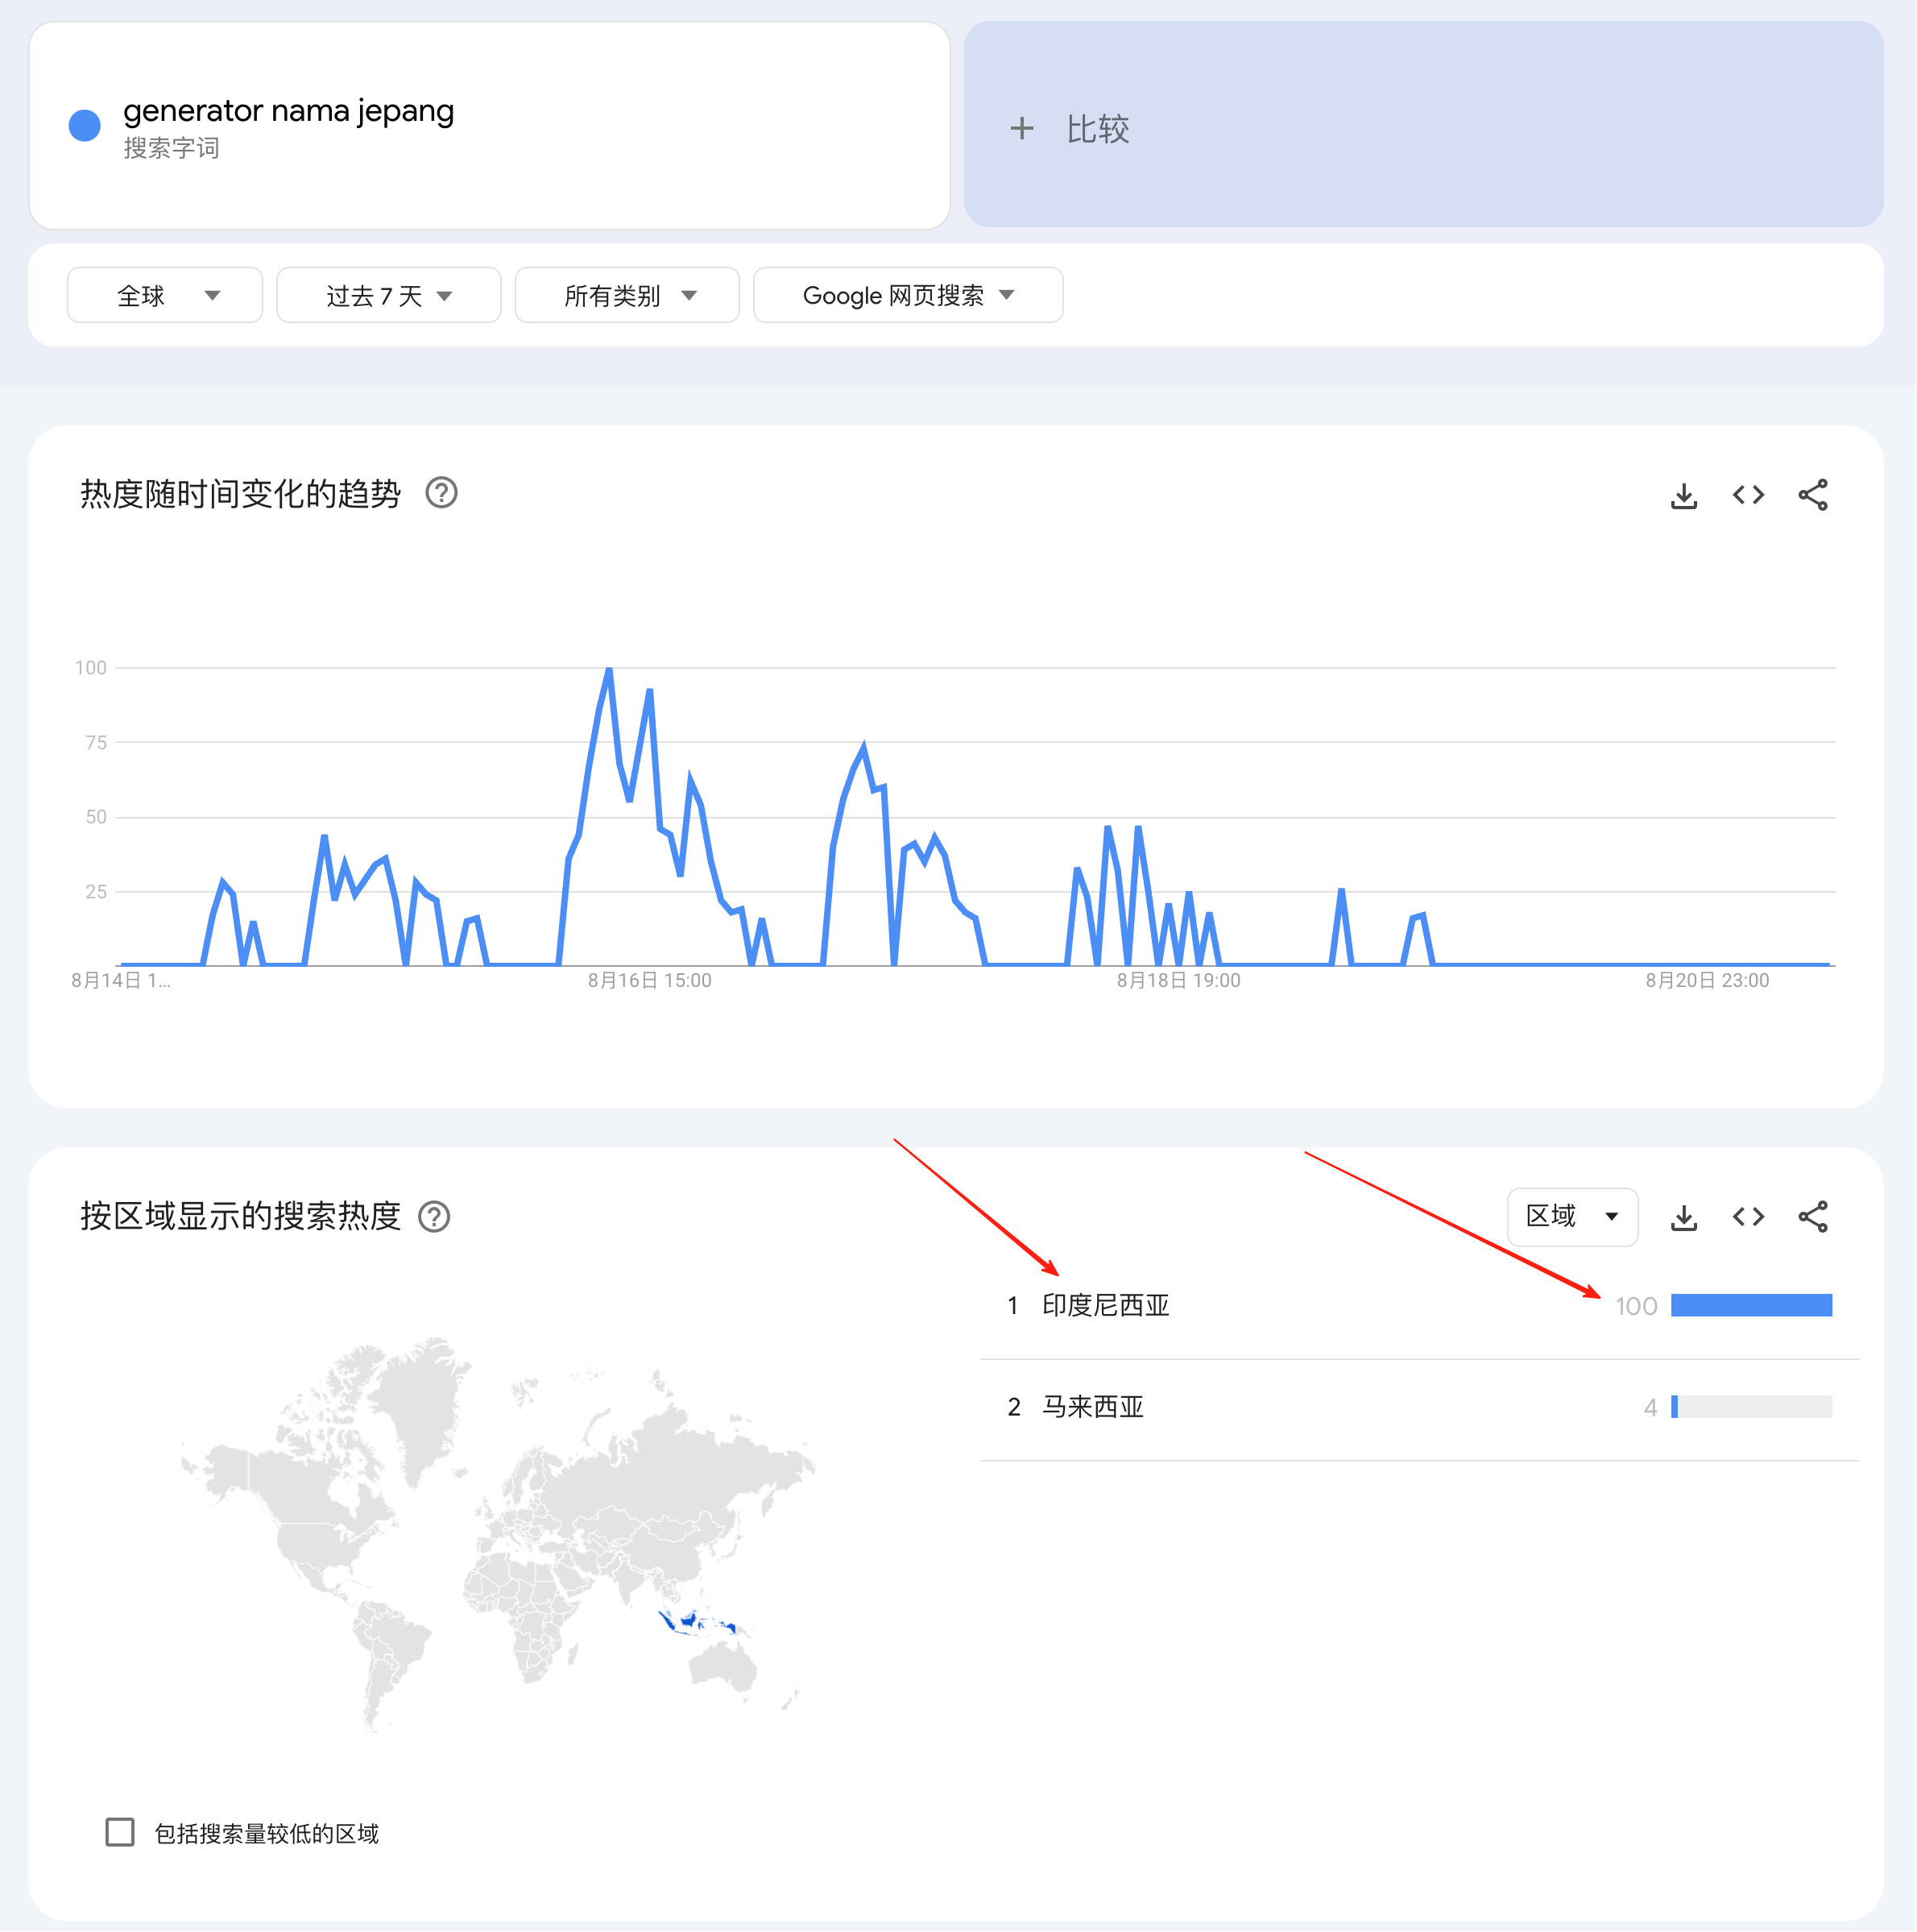 generator nama jepang
搜索字词
+ 比较
全球
过去 7 天
所有类别
Google 网页搜索
热度随时间变化的趋势
100
75
50
25
8月14日 1...
8月16日 15:00
8月18日 19:00
8月20日 23:00
按区域显示的搜索热度
区域
1 印度尼西亚 100
2 马来西亚 4
包括搜索量较低的区域